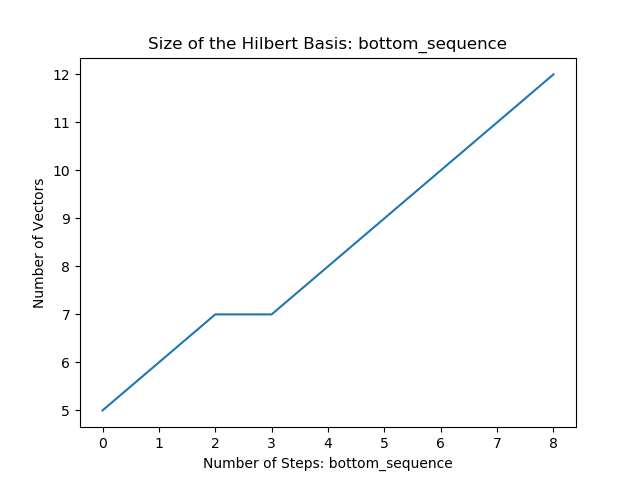 Size of the Hilbert Basis: bottom_sequence
Number of Vectors
12
11
10
9
8
7
6
5
0 1 2 3 4 5 6 7 8
Number of Steps: bottom_sequence